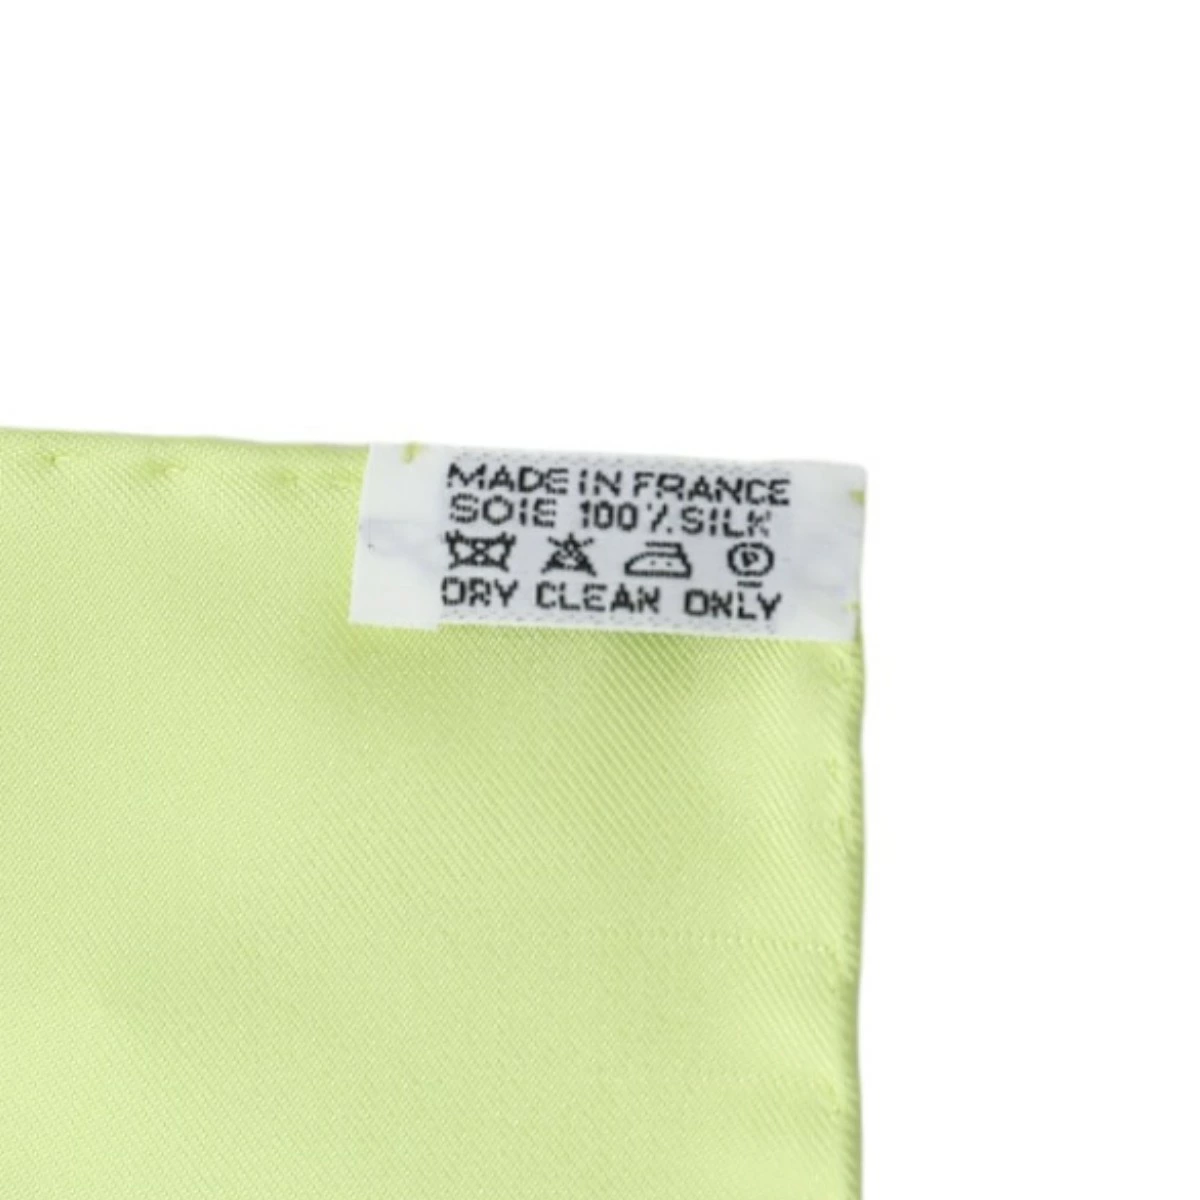 MADE IN FRANCE
SOIE 100% SILK
P
DRY CLEAN ONLY